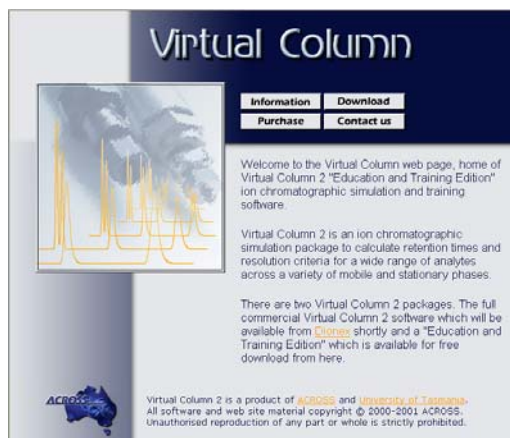 Virtual Column
Information Download
Purchase Contact us
Welcome to the Virtual Column web page, home of
Virtual Column 2 "Education and Training Edition"
ion chromatographic simulation and training
software.
Virtual Column 2 is an ion chromatographic
simulation package to calculate retention times and
resolution criteria for a wide range of analytes
across a variety of mobile and stationary phases.
There are two Virtual Column 2 packages. The full
commercial Virtual Column 2 software which will be
available from Dionex shortly and a "Education and
Training Edition" which is available for free
download from here.
ACROSS
Virtual Column 2 is a product of ACROSS and University of Tasmania.
All software and web site material copyright © 2000-2001 ACROSS.
Unauthorised reproduction of any part or whole is strictly prohibited.